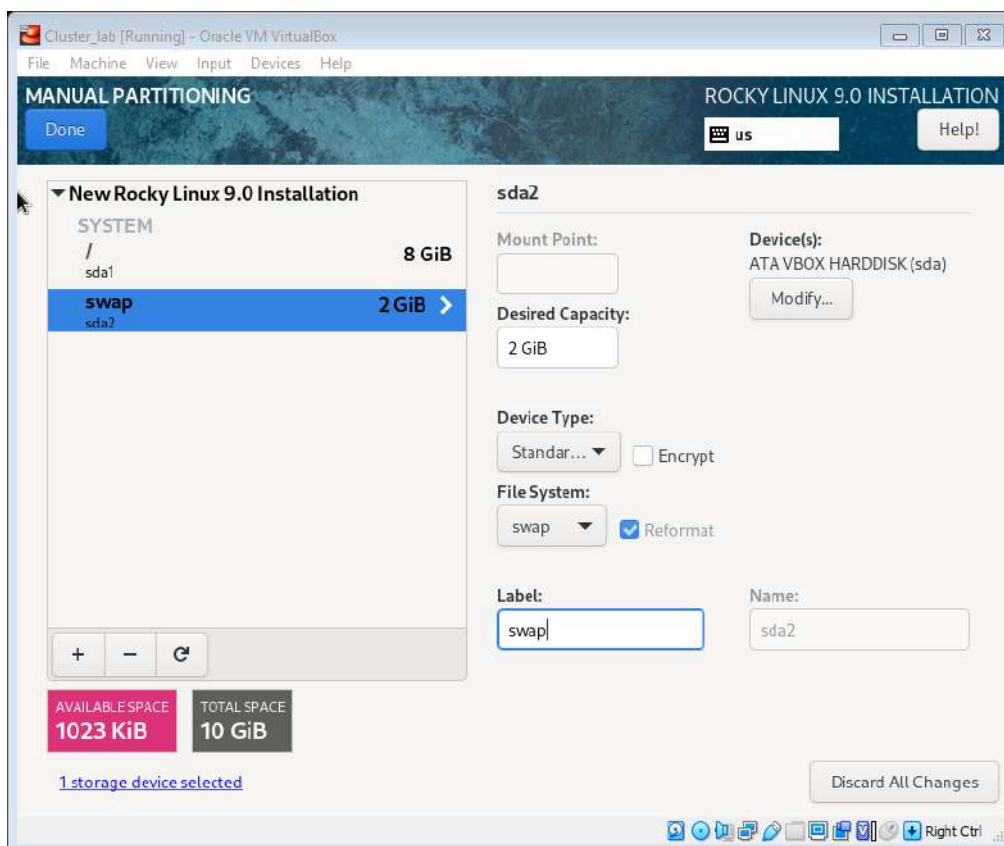 Cluster_lab [Running] - Oracle VM VirtualBox
File Machine View Input Devices Help
MANUAL PARTITIONING
ROCKY LINUX 9.0 INSTALLATION
Done
us
Help!
New Rocky Linux 9.0 Installation
SYSTEM
/
8 GiB
sda1
swap
2 GiB
sda2
sda2
Mount Point:
Device(s):
ATA VBOX HARDDISK (sda)
Modify...
Desired Capacity:
2 GiB
Device Type:
Standar...
Encrypt
File System:
swap
Reformat
Label:
Name:
swap
sda2
+ −
AVAILABLE SPACE
1023 KiB
TOTAL SPACE
10 GiB
1 storage device selected
Discard All Changes
Right Ctrl